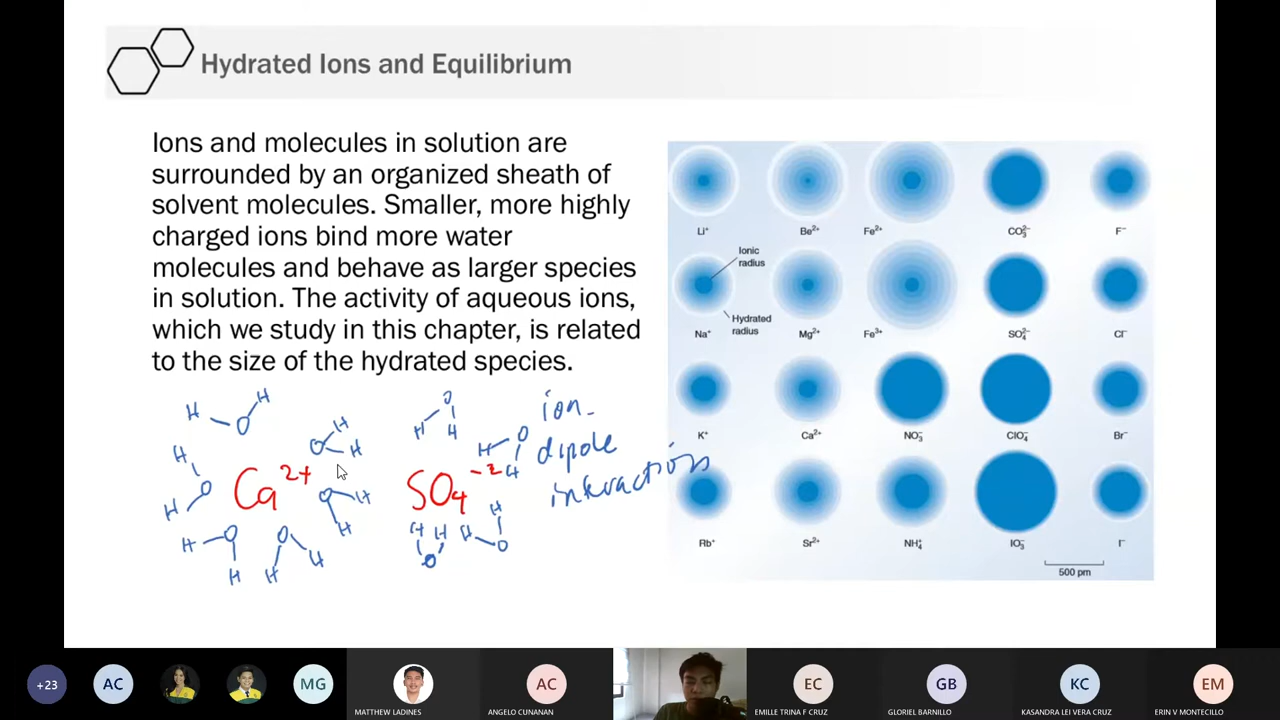 Hydrated Ions and Equilibrium
Ions and molecules in solution are
surrounded by an organized sheath of
solvent molecules. Smaller, more highly
charged ions bind more water
molecules and behave as larger species
in solution. The activity of aqueous ions,
which we study in this chapter, is related
to the size of the hydrated species.
Li⁺ Be²⁺ Fe²⁺ CO₃²⁻ F⁻
Ionic
radius
Hydrated
radius
Na⁺ Mg²⁺ Fe³⁺ SO₄²⁻ Cl⁻
K⁺ Ca²⁺ NO₃⁻ ClO₄⁻ Br⁻
Rb⁺ Sr²⁺ NH₄⁺ IO₃⁻ I⁻
500 pm
H O H
O H H
H O H
Ca²⁺
O H H
H O H
O H H
O H H
H O H
SO₄⁻²
H H O
H O H
ion-
dipole
interactions
+23 AC MG AC EC GB KC EM
MATTHEW LADINES ANGELO CUNANAN EMILLE TRINA F CRUZ GLORIEL BARNILLO KASANDRA LEI VERA CRUZ ERIN V MONTECILLO